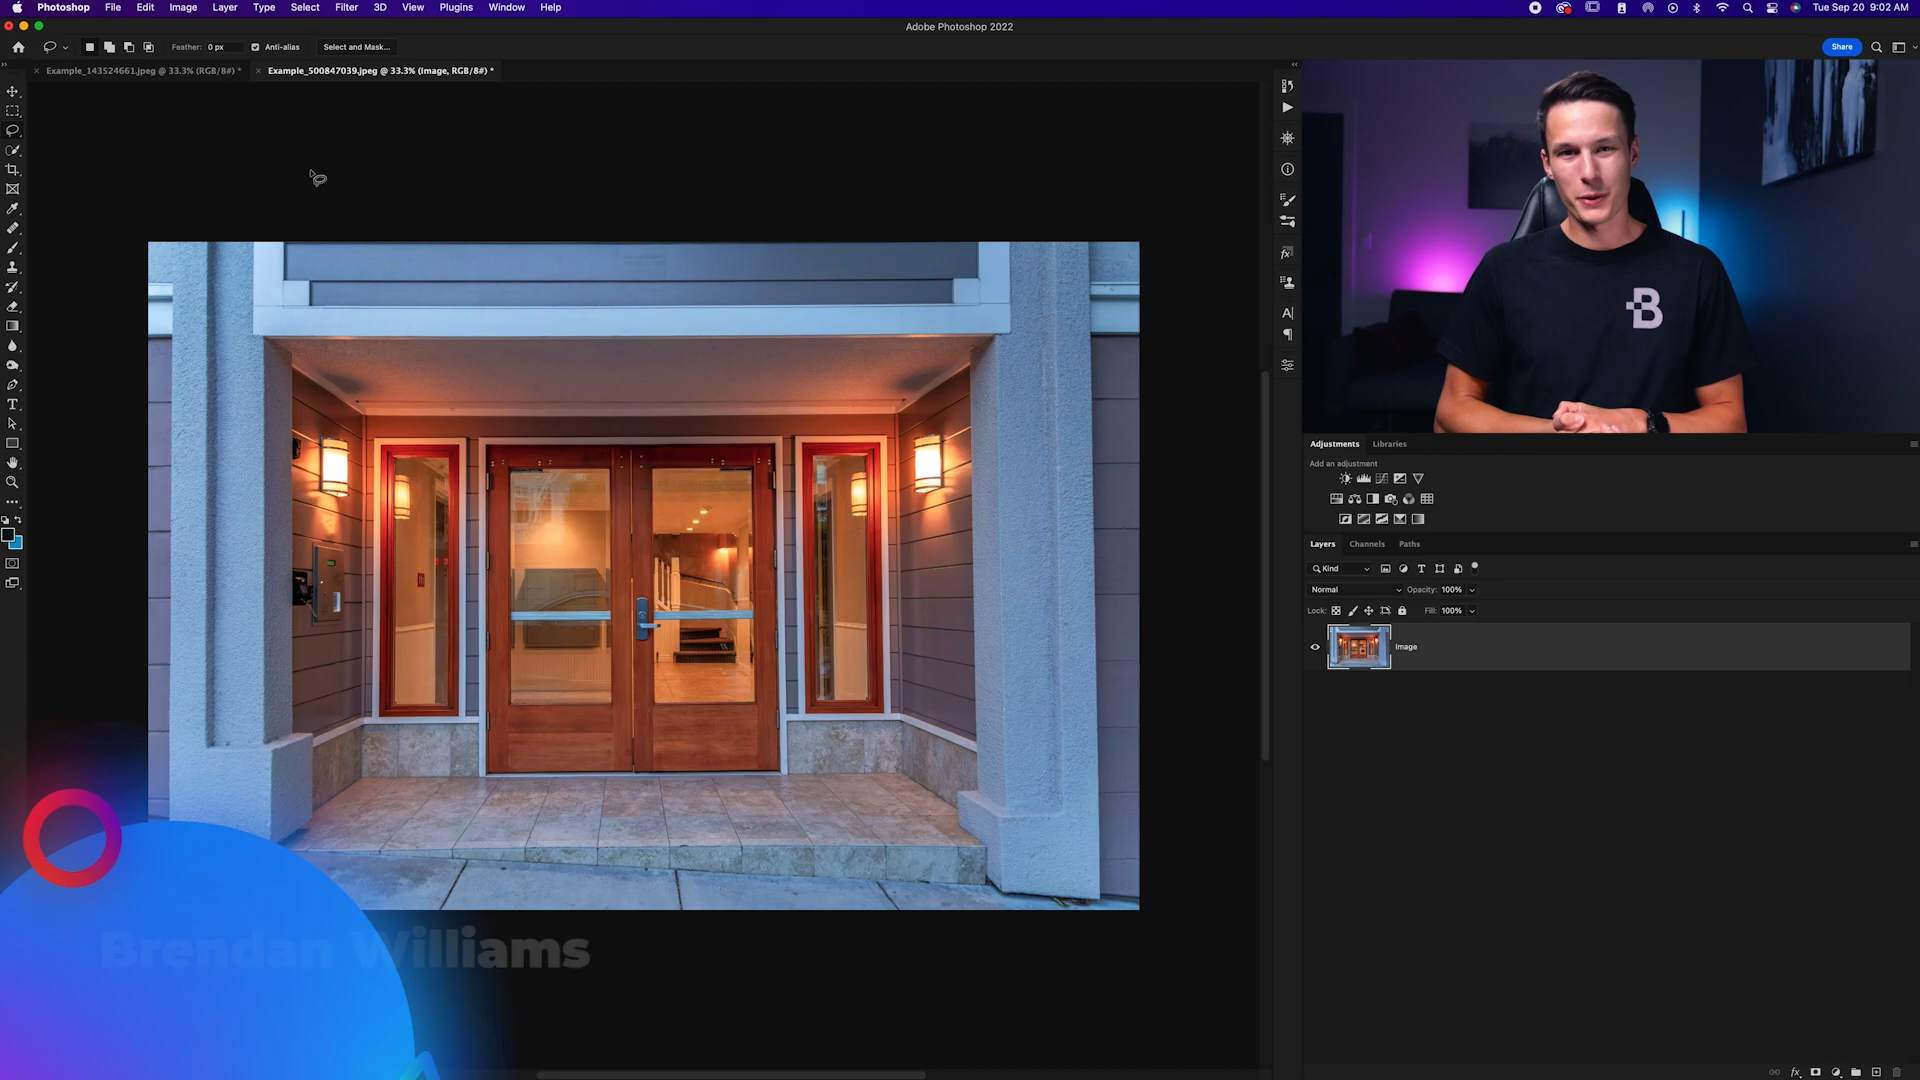 Photoshop File Edit Image Layer Type Select Filter 3D View Plugins Window Help
Tue Sep 20 9:02 AM
Adobe Photoshop 2022
Feather: 0 px Anti-alias Select and Mask...
Share
Example_143524661.jpeg @ 33.3% (RGB/8#) *
Example_500847039.jpeg @ 33.3% (Image, RGB/8#) *
B
Adjustments Libraries
Add an adjustment
Layers Channels Paths
Kind
Normal Opacity: 100%
Lock: Fill: 100%
Image
Brendan Williams